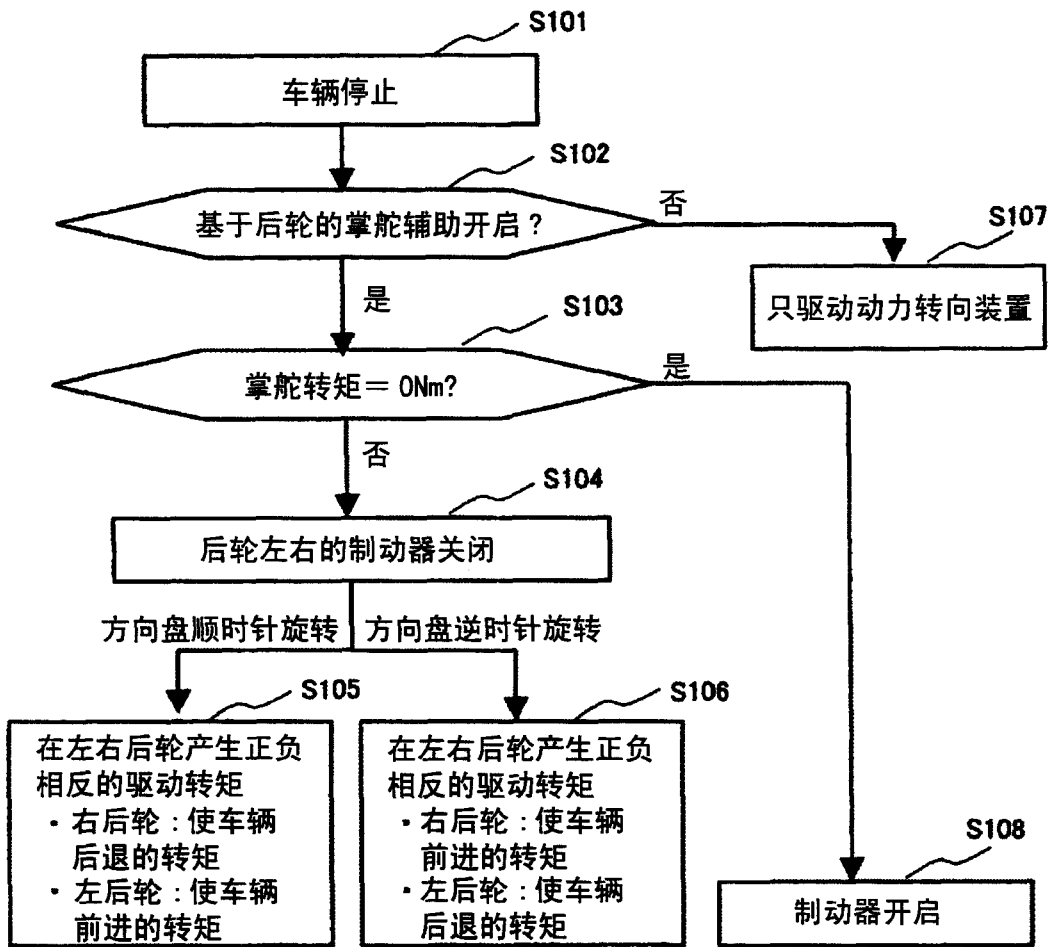 S101
车辆停止
S102
基于后轮的掌舵辅助开启？
否
S107
只驱动动力转向装置
是
S103
掌舵转矩＝ 0Nm?
是
否
S104
后轮左右的制动器关闭
方向盘顺时针旋转
方向盘逆时针旋转
S105
在左右后轮产生正负
相反的驱动转矩
・右后轮：使车辆
后退的转矩
・左后轮：使车辆
前进的转矩
S106
在左右后轮产生正负
相反的驱动转矩
・右后轮：使车辆
前进的转矩
・左后轮：使车辆
后退的转矩
S108
制动器开启